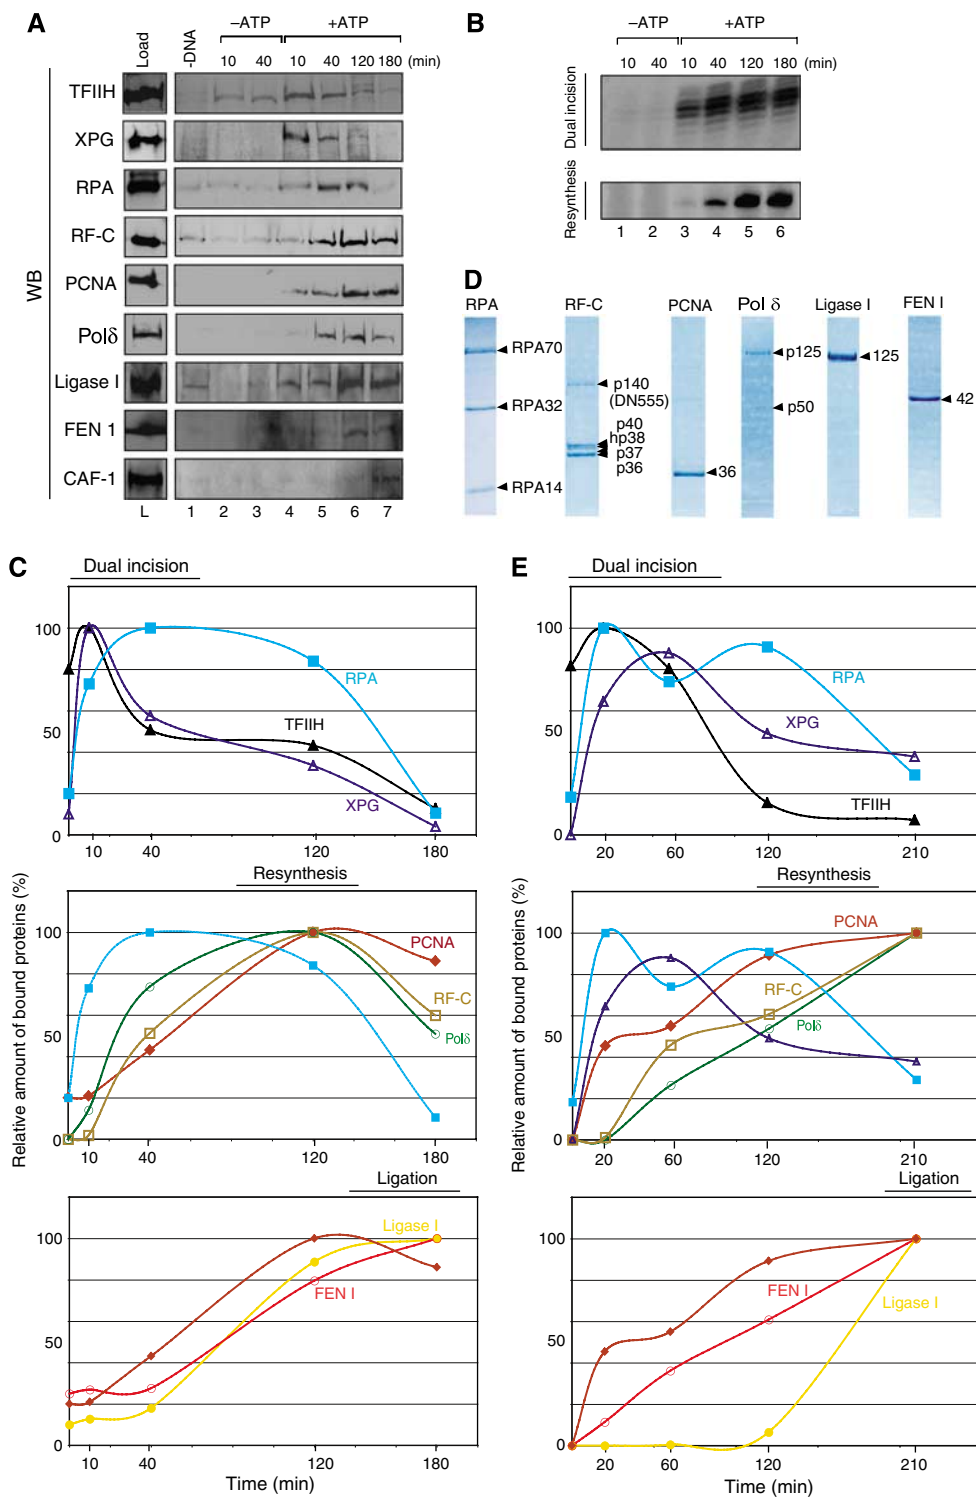 A
Load
-DNA
–ATP
+ATP
10 40 10 40 120 180 (min)
WB
TFIIH
XPG
RPA
RF-C
PCNA
Polδ
Ligase I
FEN 1
CAF-1
L 1 2 3 4 5 6 7
B
–ATP
+ATP
10 40 10 40 120 180 (min)
Dual incision
Resynthesis
1 2 3 4 5 6
D
RPA
RF-C
PCNA
Pol δ
Ligase I
FEN I
RPA70
RPA32
RPA14
p140
(DN555)
p40
hp38
p37
p36
36
p125
p50
125
42
C
Dual incision
100
50
0
RPA
TFIIH
XPG
10 40 120 180
Resynthesis
Relative amount of bound proteins (%)
100
50
0
PCNA
RF-C
Polδ
10 40 120 180
Ligation
100
50
0
Ligase I
FEN I
10 40 120 180
Time (min)
E
Dual incision
100
50
0
RPA
XPG
TFIIH
20 60 120 210
Resynthesis
Relative amount of bound proteins (%)
100
50
0
PCNA
RF-C
Polδ
20 60 120 210
Ligation
100
50
0
FEN I
Ligase I
20 60 120 210
Time (min)